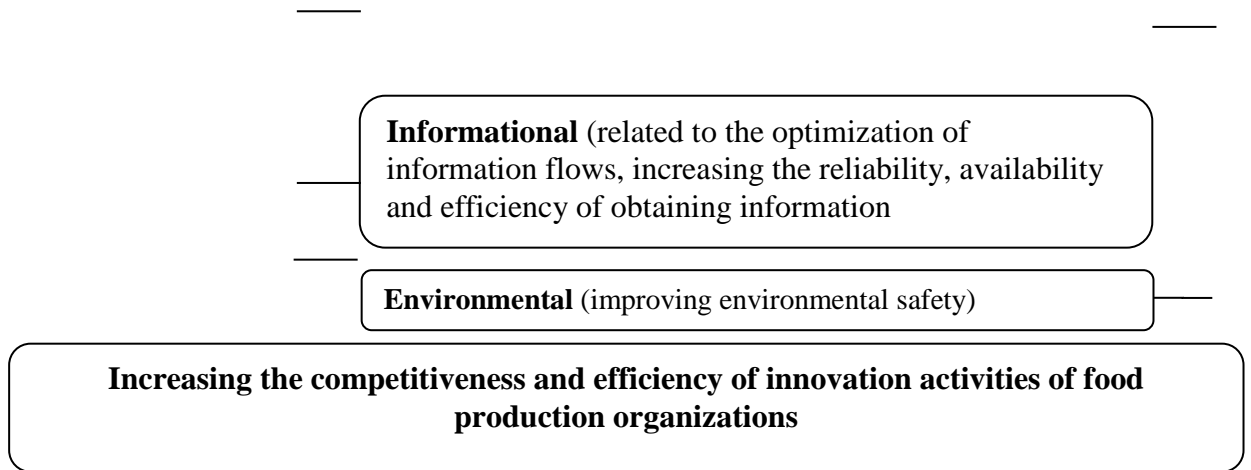 Informational (related to the optimization of
information flows, increasing the reliability, availability
and efficiency of obtaining information
Environmental (improving environmental safety)
Increasing the competitiveness and efficiency of innovation activities of food
production organizations